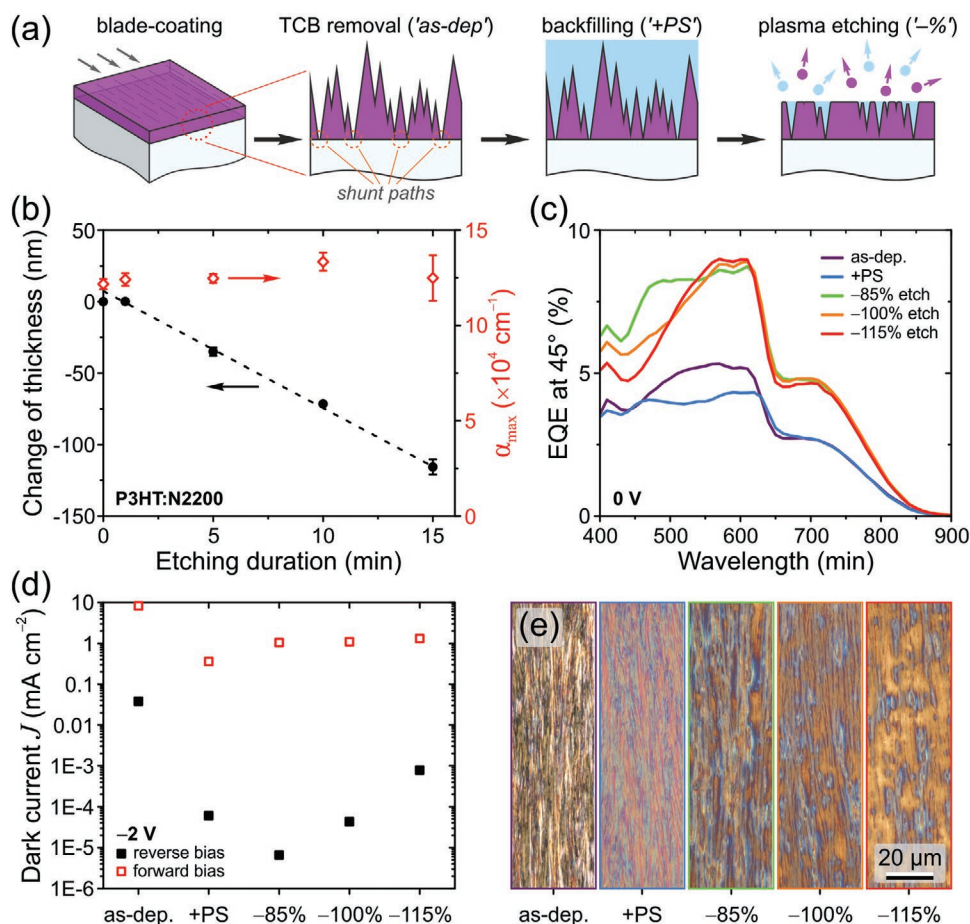 (a)
blade-coating
TCB removal ('as-dep')
backfilling ('+PS')
plasma etching ('–%')
shunt paths
(b)
Change of thickness (nm)
50
0
-50
-100
-150
15
10
5
0
αmax (×10⁴ cm⁻¹)
P3HT:N2200
0 5 10 15
Etching duration (min)
(c)
EQE at 45° (%)
10
5
0
as-dep.
+PS
–85% etch
–100% etch
–115% etch
0 V
400 500 600 700 800 900
Wavelength (min)
(d)
Dark current J (mA cm⁻²)
10
1
0.1
0.01
1E-3
1E-4
1E-5
1E-6
–2 V
reverse bias
forward bias
as-dep. +PS –85% –100% –115%
(e)
20 µm
as-dep. +PS –85% –100% –115%